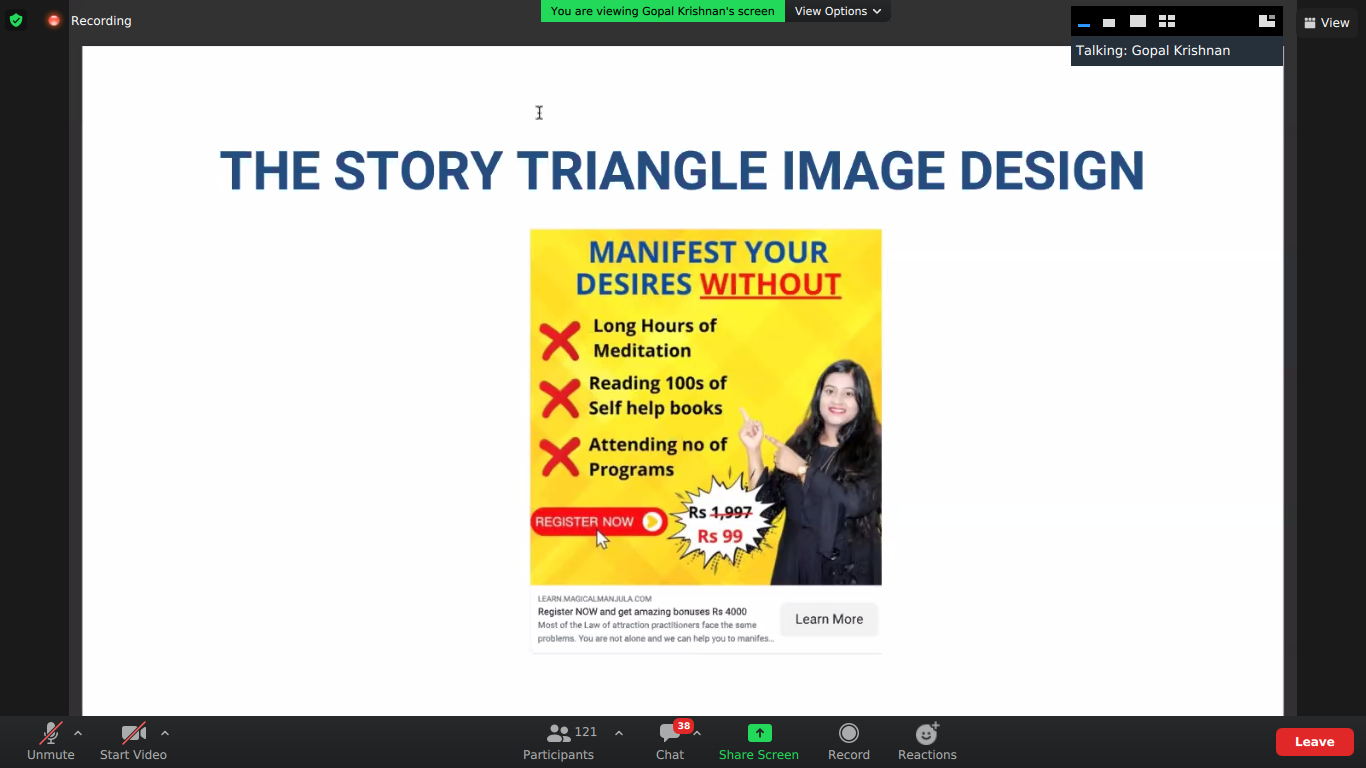 Recording
You are viewing Gopal Krishnan's screen
View Options
View
Talking: Gopal Krishnan
THE STORY TRIANGLE IMAGE DESIGN
MANIFEST YOUR
DESIRES WITHOUT
Long Hours of
Meditation
Reading 100s of
Self help books
Attending no of
Programs
REGISTER NOW
Rs 1,997
Rs 99
LEARN.MAGICALMANJULA.COM
Register NOW and get amazing bonuses Rs 4000
Most of the Law of attraction practitioners face the same
problems. You are not alone and we can help you to manifes...
Learn More
Unmute
Start Video
121
Participants
38
Chat
Share Screen
Record
Reactions
Leave